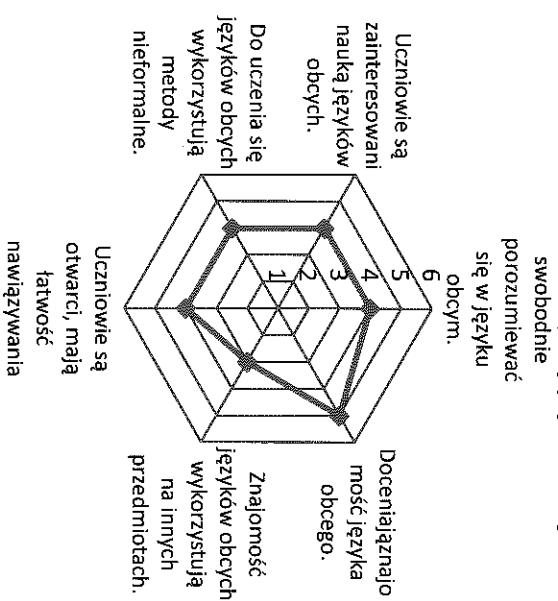 swobodnie
porozumiewać
się w języku
obcym.
6
5
4
3
2
1
Doceniająznajo
mość języka
obcego.
Znajomość
języków obcych
wykorzystują
na innych
przedmiotach.
Uczniowie są
otwarci, mają
łatwość
nawiązywania
Do uczenia się
języków obcych
wykorzystują
metody
nieformalne.
Uczniowie są
zainteresowani
nauką języków
obcych.